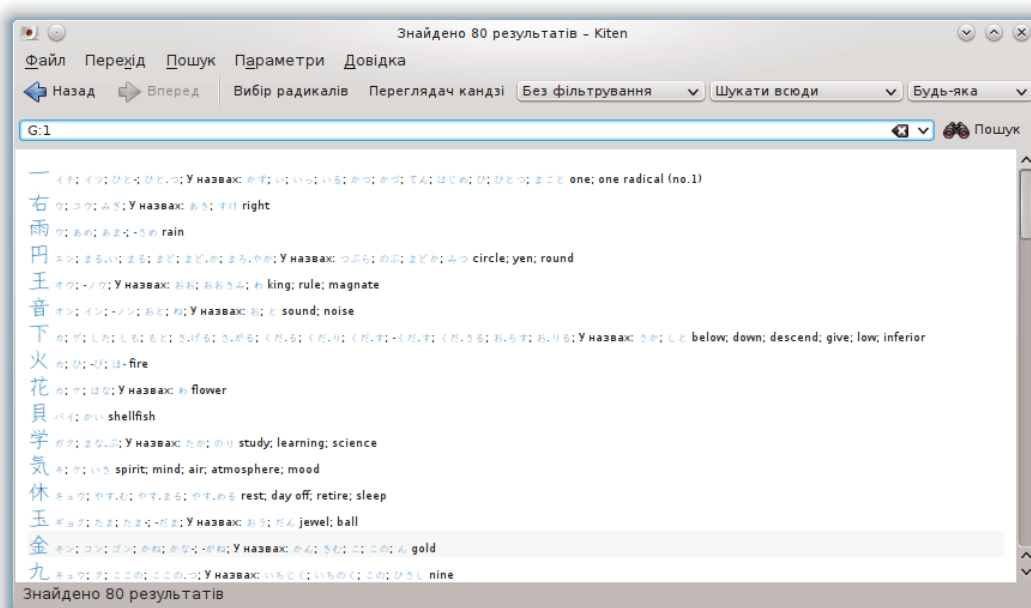 Знайдено 80 результатів – Kiten
Файл Перехід Пошук Параметри Довідка
Назад Вперед Вибір радикалів Переглядач кандзі Без фільтрування Шукати всюди Будь-яка
G:1 Пошук
一 イチ; イツ; ひと-; ひと.つ; У назвах: かず; い; いっ; いる; かつ; かづ; てん; はじめ; ひ; ひとつ; まこと one; one radical (no.1)
右 ウ; ユウ; みぎ; У назвах: あき; すけ right
雨 ウ; あめ; あま-; -さめ rain
円 エン; まる.い; まる; まど; まど.か; まろ.やか; У назвах: つぶら; のぶ; まどか; みつ circle; yen; round
王 オウ; -ノウ; У назвах: おお; おおきみ; わ king; rule; magnate
音 オン; イン; -ノン; おと; ね; У назвах: お; と sound; noise
下 カ; ゲ; した; しも; もと; さ.げる; さ.がる; くだ.る; くだ.り; くだ.す; -くだ.す; くだ.さる; お.ろす; お.りる; У назвах: さか; しと below; down; descend; give; low; inferior
火 カ; ひ; -び; ほ- fire
花 カ; ケ; はな; У назвах: わ flower
貝 バイ; かい shellfish
学 ガク; まな.ぶ; У назвах: たか; のり study; learning; science
気 キ; ケ; いき spirit; mind; air; atmosphere; mood
休 キュウ; やす.む; やす.まる; やす.める rest; day off; retire; sleep
玉 ギョク; たま; たま-; -だま; У назвах: おう; だん jewel; ball
金 キン; コン; ゴン; かね; かな-; -がね; У назвах: かん; きむ; こ; この; ん gold
九 キュウ; ク; ここの; ここの.つ; У назвах: いちじく; いちのく; この; ひさし nine
Знайдено 80 результатів